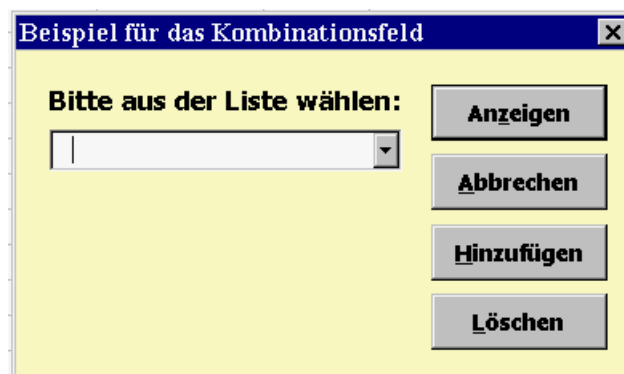 Beispiel für das Kombinationsfeld
Bitte aus der Liste wählen:
Anzeigen
Abbrechen
Hinzufügen
Löschen